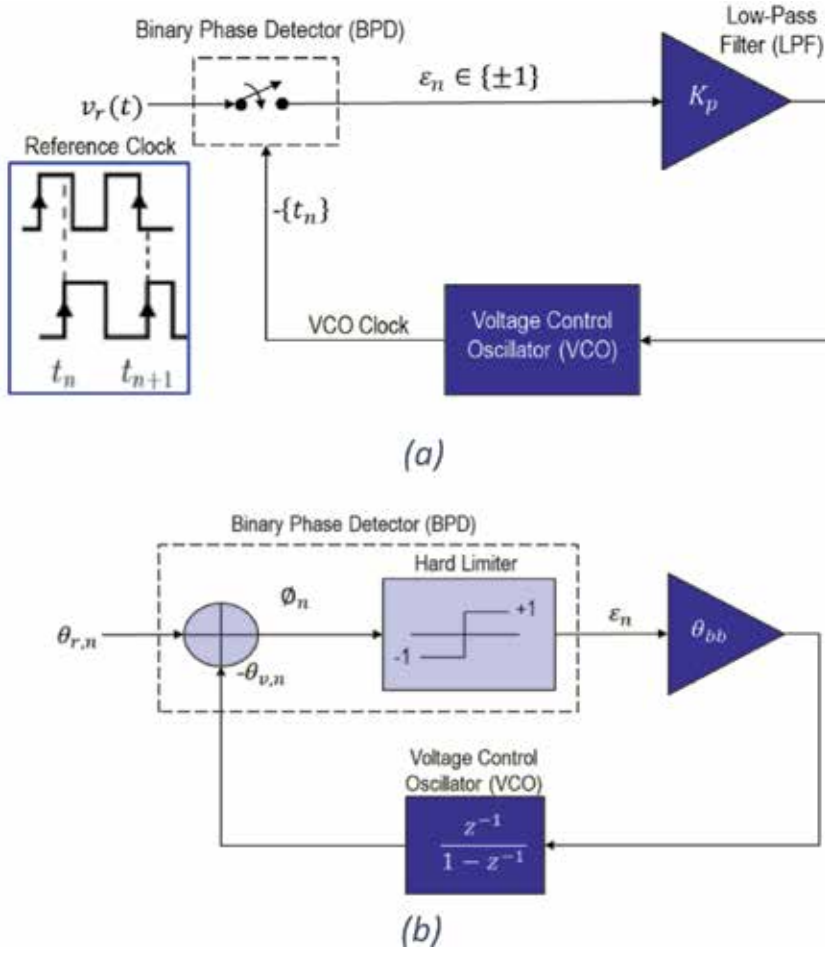 Low-Pass
Filter (LPF)
Binary Phase Detector (BPD)
εₙ ∈ {±1}
Kₚ
νᵣ(t)
Reference Clock
-{tₙ}
VCO Clock
Voltage Control
Oscillator (VCO)
tₙ tₙ₊₁
(a)
Binary Phase Detector (BPD)
Hard Limiter
∅ₙ
+1
εₙ
θᵣ,ₙ
-1
θ_bb
-θᵥ,ₙ
Voltage Control
Oscillator (VCO)
z⁻¹
1 − z⁻¹
(b)